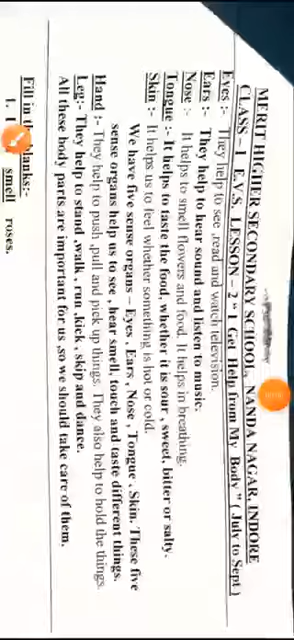 MERIT HIGHER SECONDARY SCHOOL, NANDA NAGAR, INDORE
CLASS – I E.V.S. LESSON – 2 “ I Get Help from My Body ” ( July to Sept )
Eyes :- They help to see ,read and watch television.
Ears :- They help to hear sound and listen to music.
Nose :- It helps to smell flowers and food. It helps in breathing.
Tongue :- It helps to taste the food, whether it is sour , sweet, bitter or salty.
Skin :- It helps us to feel whether something is hot or cold.
We have five sense organs – Eyes , Ears , Nose , Tongue , Skin. These five
sense organs help us to see , hear smell, touch and taste different things.
Hand :- They help to push ,pull and pick up things. They also help to hold the things.
Leg:- They help to stand ,walk , run ,kick , skip and dance.
All these body parts are important for us ,so we should take care of them.
Fill in the blanks:-
1. I smell roses.